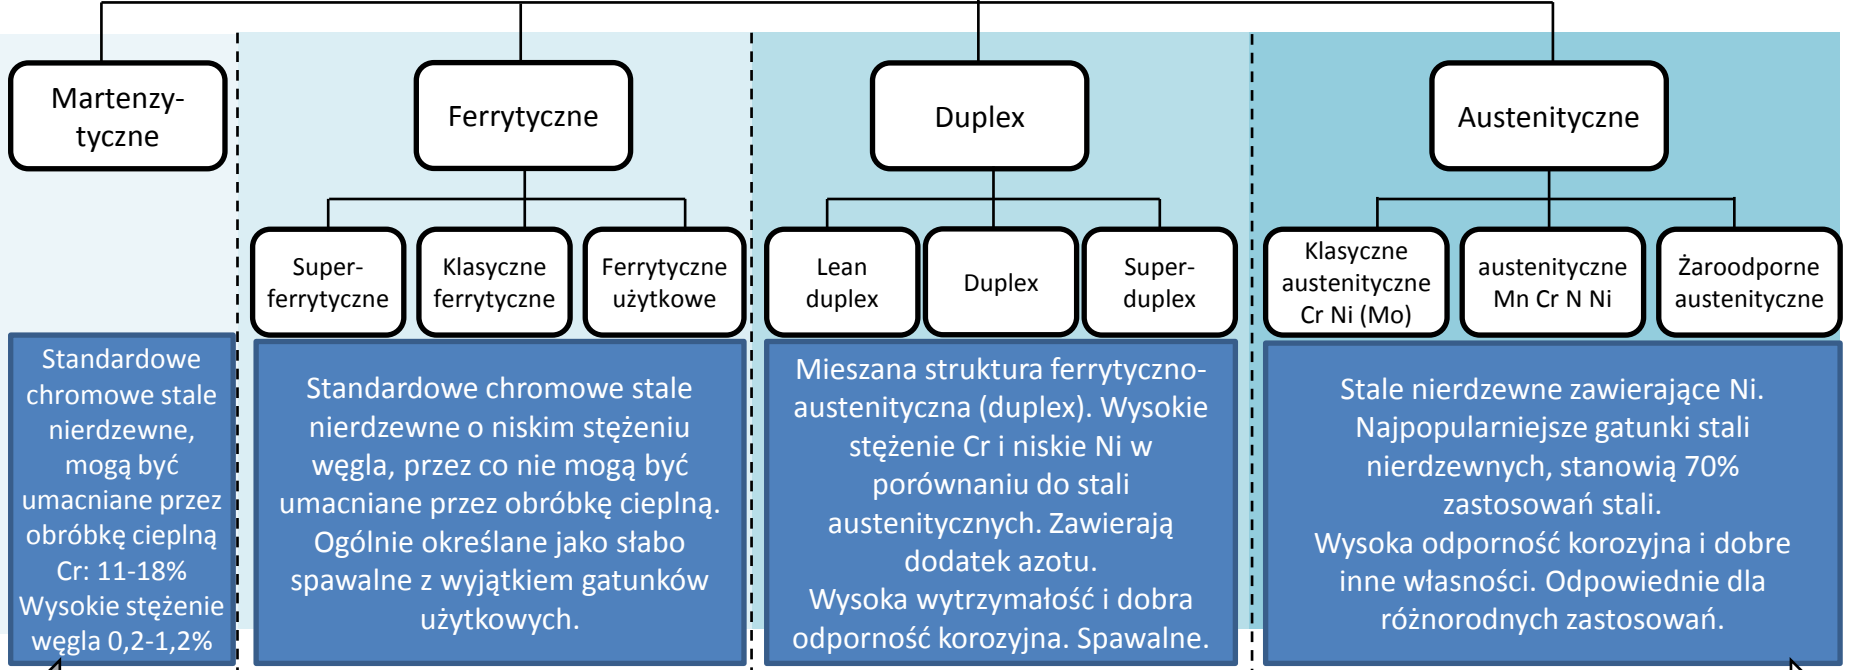 Martenzy-
tyczne
Ferrytyczne
Duplex
Austenityczne
Super-
ferrytyczne
Klasyczne
ferrytyczne
Ferrytyczne
użytkowe
Lean
duplex
Duplex
Super-
duplex
Klasyczne
austenityczne
Cr Ni (Mo)
austenityczne
Mn Cr N Ni
Żaroodporne
austenityczne
Standardowe
chromowe stale
nierdzewne,
mogą być
umacniane przez
obróbkę cieplną
Cr: 11-18%
Wysokie stężenie
węgla 0,2-1,2%
Standardowe chromowe stale
nierdzewne o niskim stężeniu
węgla, przez co nie mogą być
umacniane przez obróbkę cieplną.
Ogólnie określane jako słabo
spawalne z wyjątkiem gatunków
użytkowych.
Mieszana struktura ferrytyczno-
austenityczna (duplex). Wysokie
stężenie Cr i niskie Ni w
porównaniu do stali
austenitycznych. Zawierają
dodatek azotu.
Wysoka wytrzymałość i dobra
odporność korozyjna. Spawalne.
Stale nierdzewne zawierające Ni.
Najpopularniejsze gatunki stali
nierdzewnych, stanowią 70%
zastosowań stali.
Wysoka odporność korozyjna i dobre
inne własności. Odpowiednie dla
różnorodnych zastosowań.